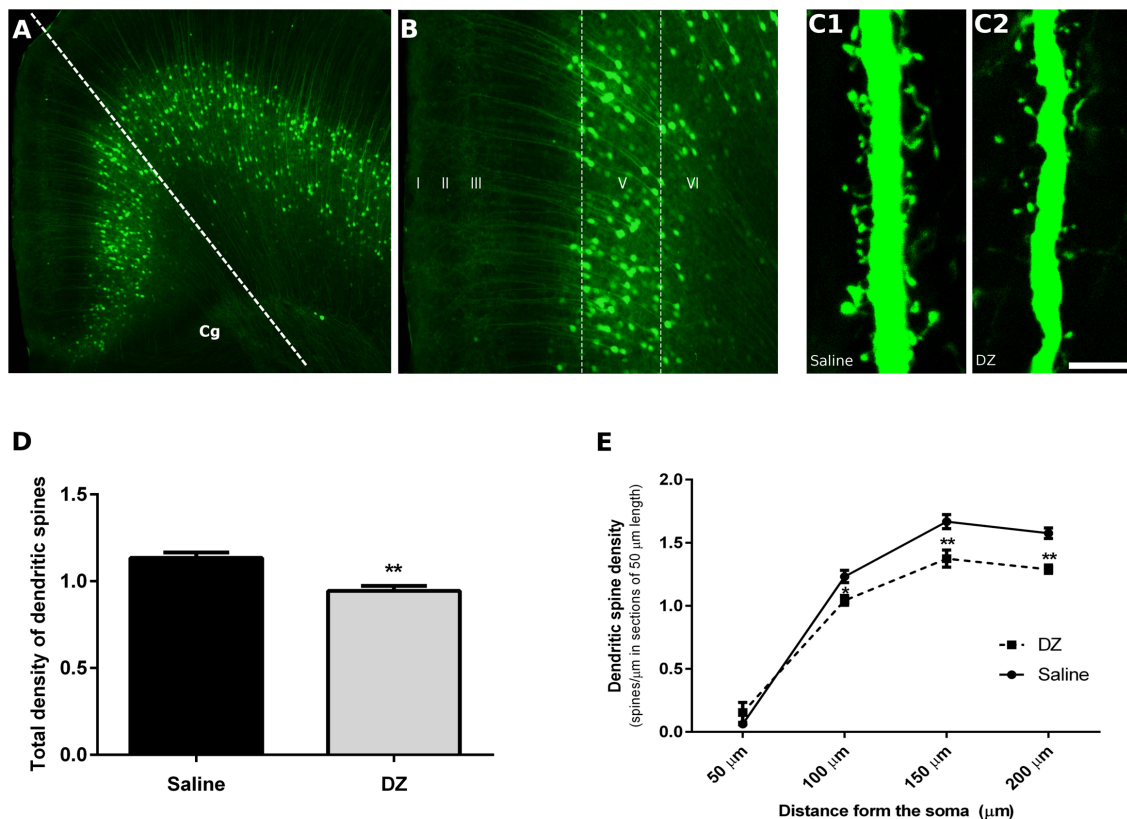 A
Cg
B
I II III V VI
C1
Saline
C2
DZ
D
Total density of dendritic spines
1.5
1.0
0.5
0.0
**
Saline
DZ
E
Dendritic spine density
(spines/μm in sections of 50 μm length)
2.0
1.5
1.0
0.5
0.0
*
**
**
DZ
Saline
50 μm
100 μm
150 μm
200 μm
Distance form the soma (μm)